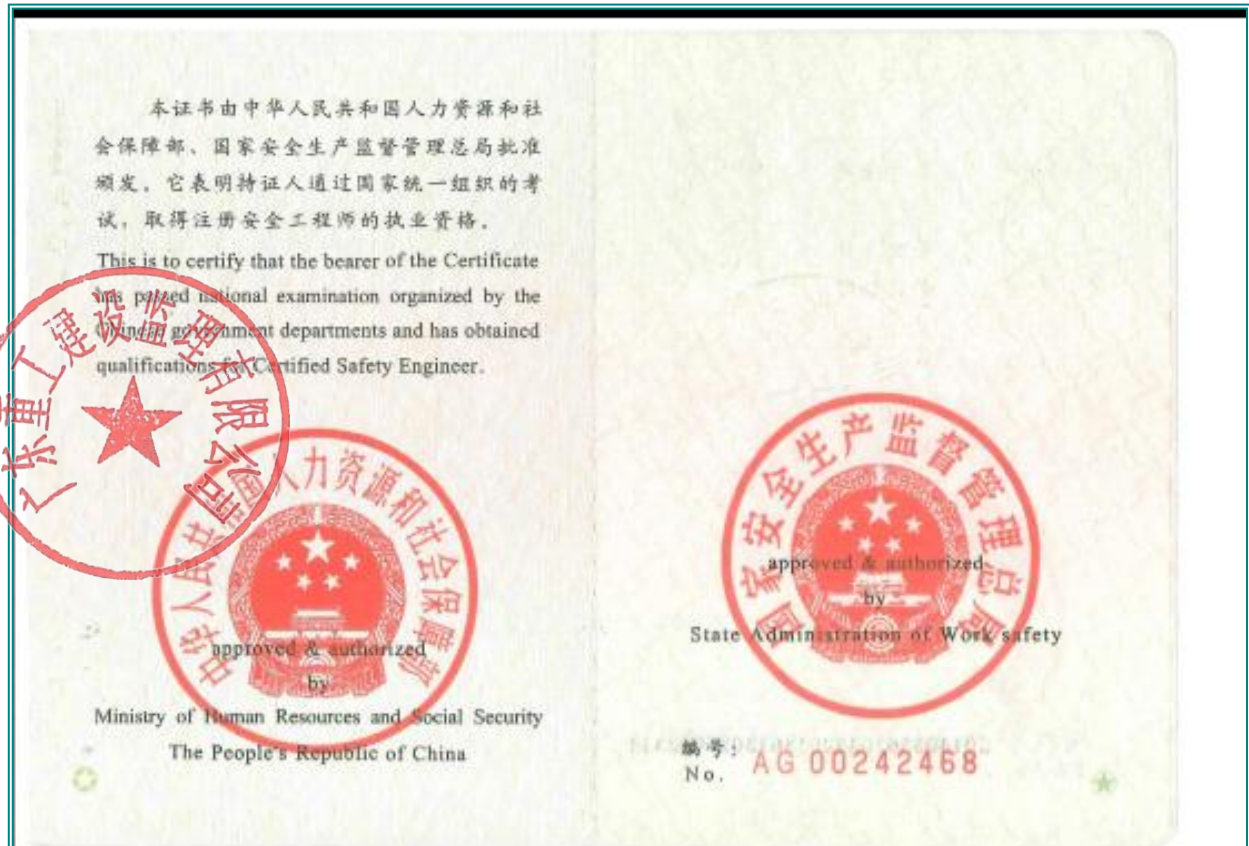 本证书由中华人民共和国人力资源和社
会保障部、国家安全生产监督管理总局批准
颁发。它表明持证人通过国家统一组织的考
试,取得注册安全工程师的执业资格。
This is to certify that the bearer of the Certificate
has passed national examination organized by the
Chinese government departments and has obtained
qualifications for Certified Safety Engineer.
广东重工建设监理有限公司
中华人民共和国人力资源和社会保障部
approved & authorized
by
Ministry of Human Resources and Social Security
The People's Republic of China
国家安全生产监督管理总局
approved & authorized
by
State Administration of Work safety
编号:
No. AG 00242468